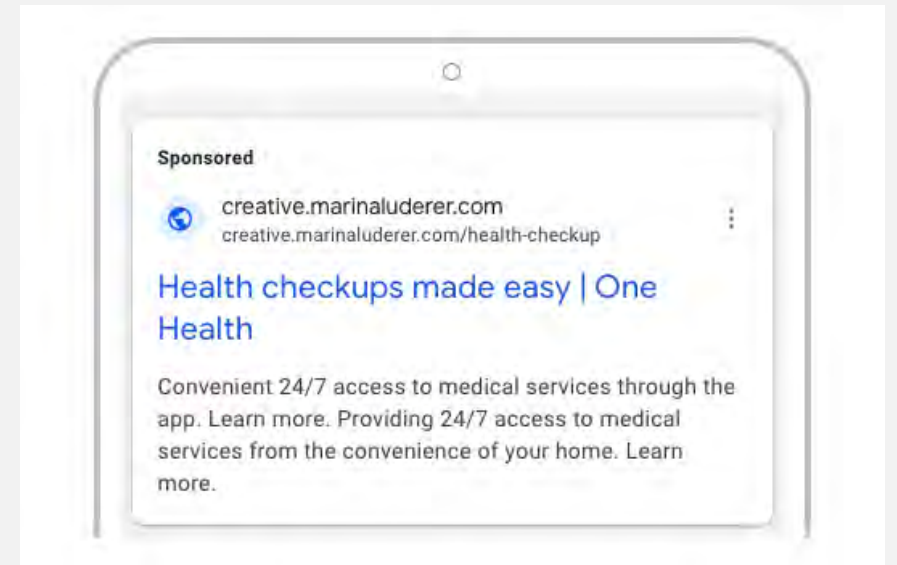 Sponsored
creative.marinaluderer.com
creative.marinaluderer.com/health-checkup
Health checkups made easy | One
Health
Convenient 24/7 access to medical services through the
app. Learn more. Providing 24/7 access to medical
services from the convenience of your home. Learn
more.